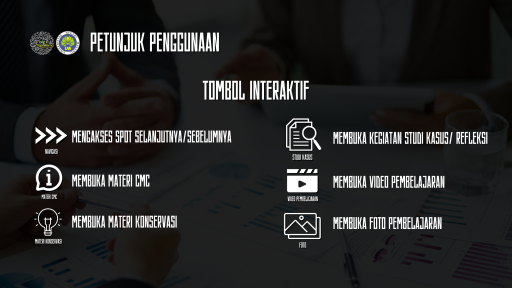 PETUNJUK PENGGUNAAN
TOMBOL INTERAKTIF
MENGAKSES SPOT SELANJUTNYA/SEBELUMNYA
NAVIGASI
MEMBUKA MATERI CMC
MATERI CMC
MEMBUKA MATERI KONSERVASI
MATERI KONSERVASI
MEMBUKA KEGIATAN STUDI KASUS/ REFLEKSI
STUDI KASUS
MEMBUKA VIDEO PEMBELAJARAN
VIDEO PEMBELAJARAN
MEMBUKA FOTO PEMBELAJARAN
FOTO